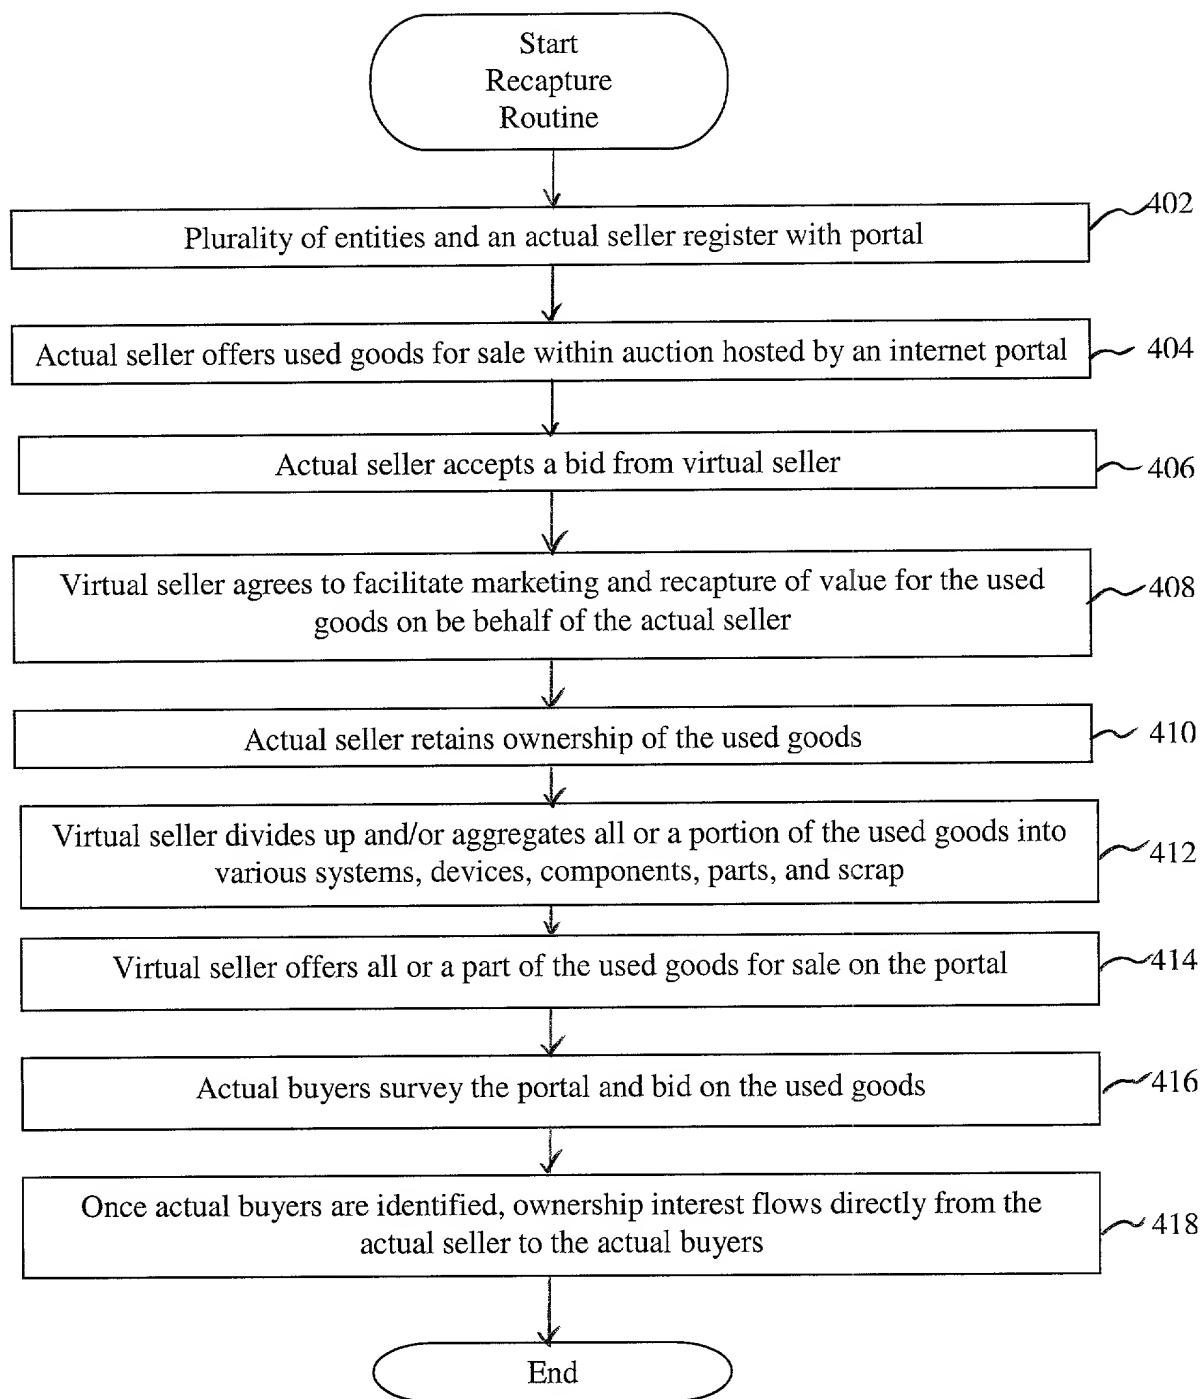 Start
Recapture
Routine
402
Plurality of entities and an actual seller register with portal
Actual seller offers used goods for sale within auction hosted by an internet portal
404
Actual seller accepts a bid from virtual seller
406
Virtual seller agrees to facilitate marketing and recapture of value for the used
goods on be behalf of the actual seller
408
Actual seller retains ownership of the used goods
410
Virtual seller divides up and/or aggregates all or a portion of the used goods into
various systems, devices, components, parts, and scrap
412
Virtual seller offers all or a part of the used goods for sale on the portal
414
Actual buyers survey the portal and bid on the used goods
416
Once actual buyers are identified, ownership interest flows directly from the
actual seller to the actual buyers
418
End